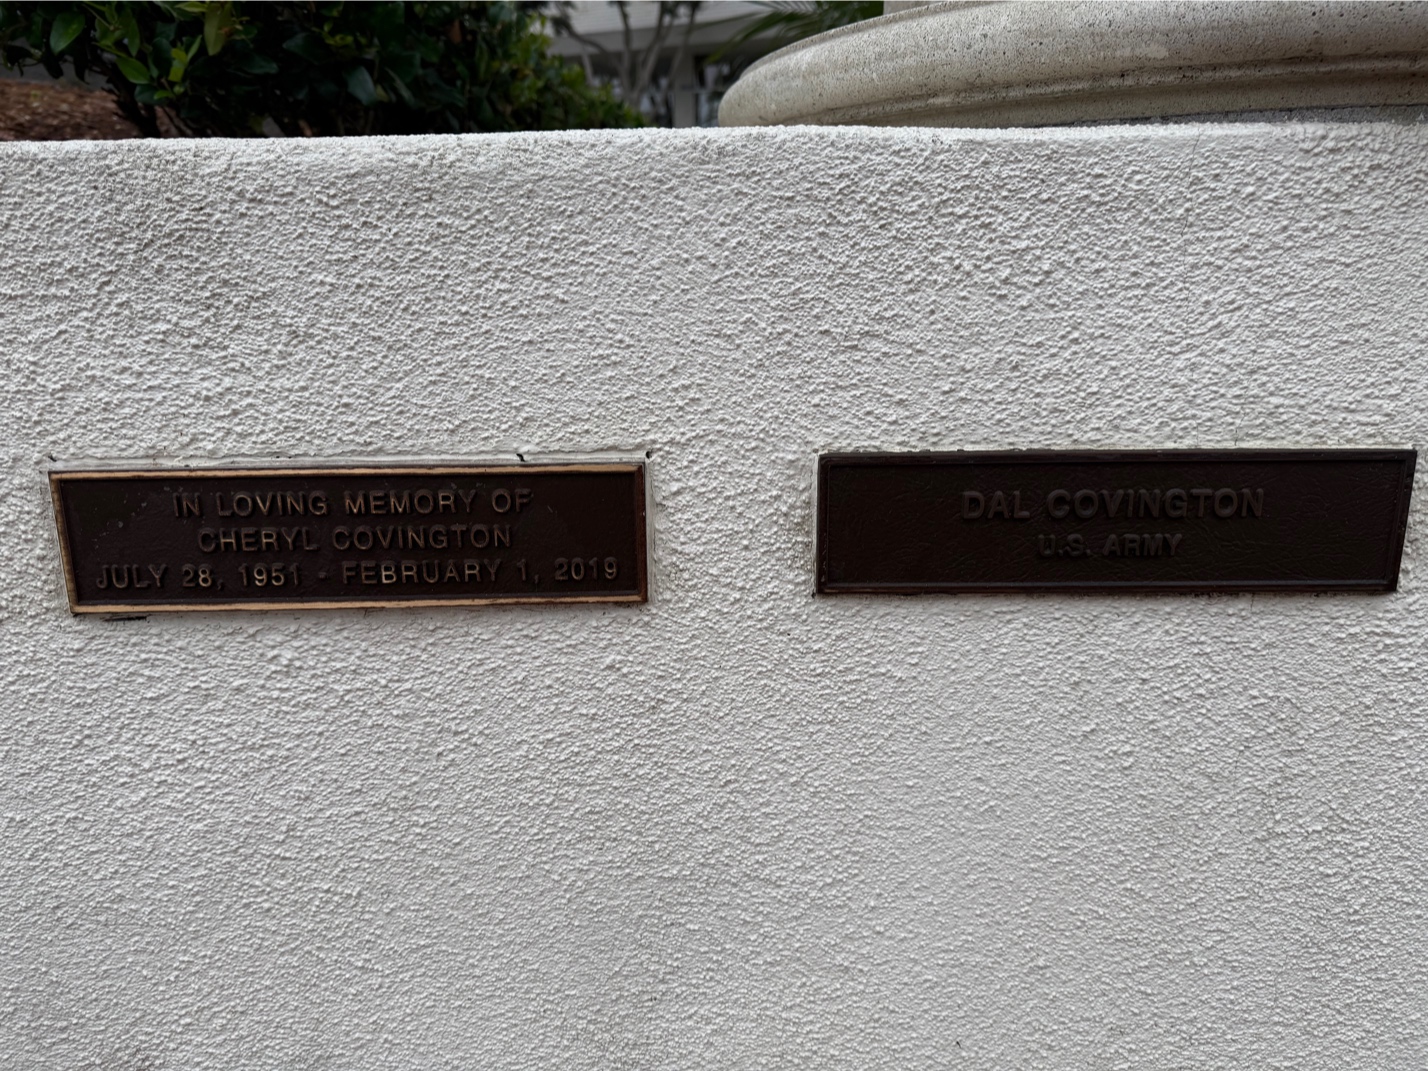 IN LOVING MEMORY OF
CHERYL COVINGTON
JULY 28, 1951 - FEBRUARY 1, 2019
DAL COVINGTON
U.S. ARMY